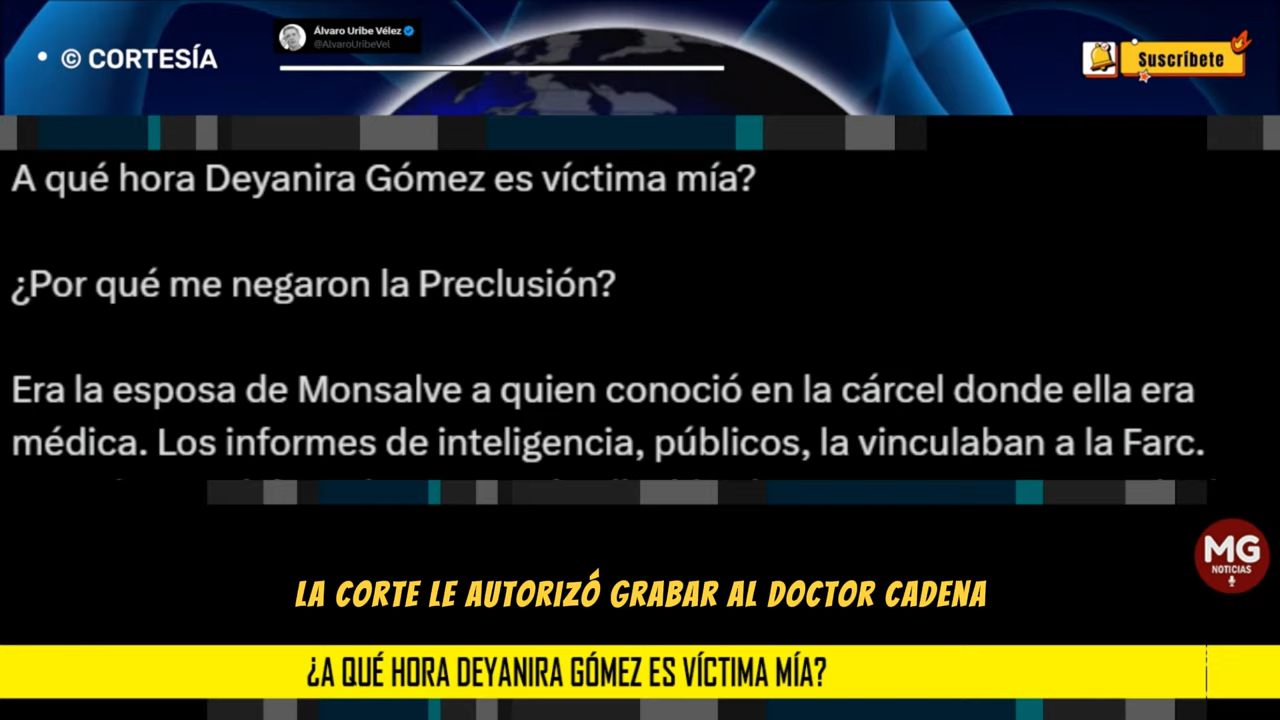 • © CORTESÍA
Álvaro Uribe Vélez
@AlvaroUribeVel
Suscríbete
A qué hora Deyanira Gómez es víctima mía?
¿Por qué me negaron la Preclusión?
Era la esposa de Monsalve a quien conoció en la cárcel donde ella era
médica. Los informes de inteligencia, públicos, la vinculaban a la Farc.
MG
NOTICIAS
LA CORTE LE AUTORIZÓ GRABAR AL DOCTOR CADENA
¿A QUÉ HORA DEYANIRA GÓMEZ ES VÍCTIMA MÍA?